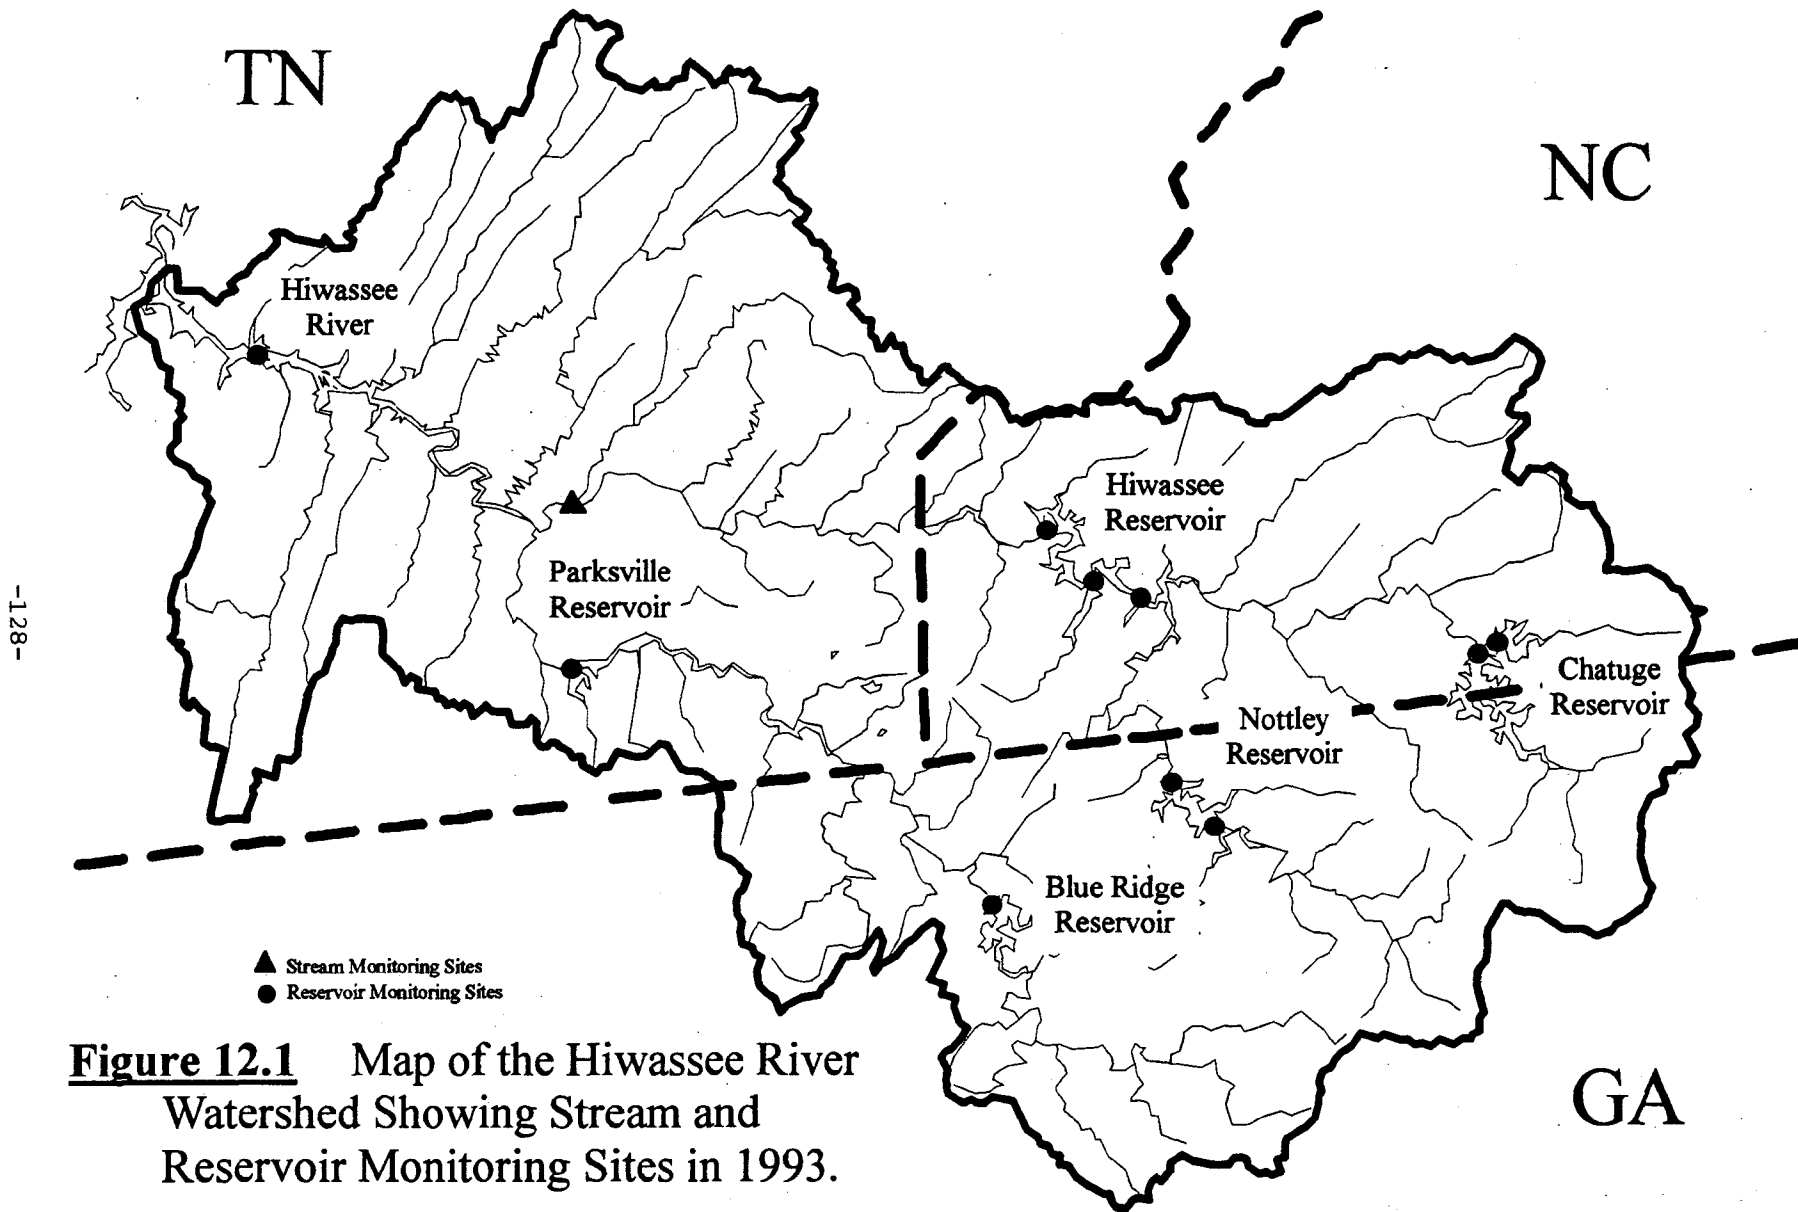 TN
NC
Hiwassee
River
Hiwassee
Reservoir
Parksville
Reservoir
Chatuge
Reservoir
Nottley
Reservoir
Blue Ridge
Reservoir
-128-
Stream Monitoring Sites
Reservoir Monitoring Sites
Figure 12.1 Map of the Hiwassee River
Watershed Showing Stream and
Reservoir Monitoring Sites in 1993.
GA